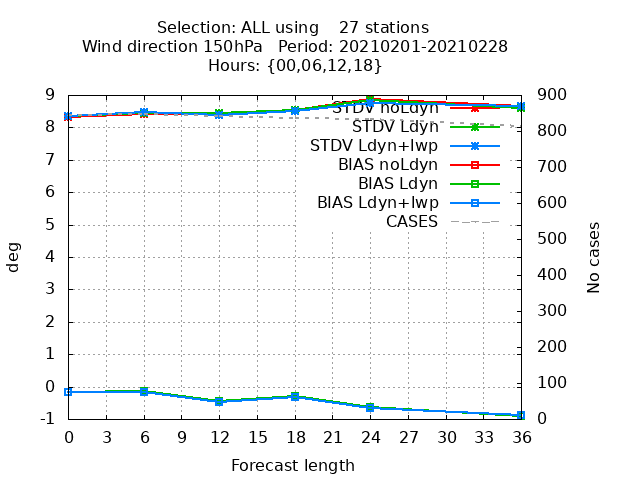 Selection: ALL using    27 stations
Wind direction 150hPa   Period: 20210201-20210228
Hours: {00,06,12,18}
9
8
7
6
5
4
3
2
1
0
-1
deg
900
800
700
600
500
400
300
200
100
0
No cases
STDV noLdyn
STDV Ldyn
STDV Ldyn+lwp
BIAS noLdyn
BIAS Ldyn
BIAS Ldyn+lwp
CASES
0 3 6 9 12 15 18 21 24 27 30 33 36
Forecast length